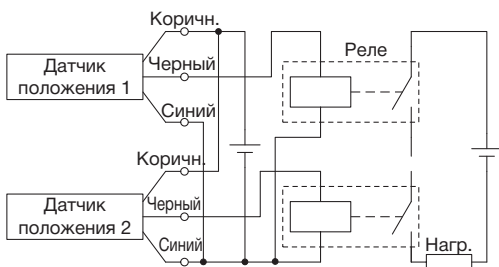 Коричн.
Реле
Черный
Датчик
положения 1
Синий
Коричн.
Датчик
положения 2
Черный
Синий
Нагр.